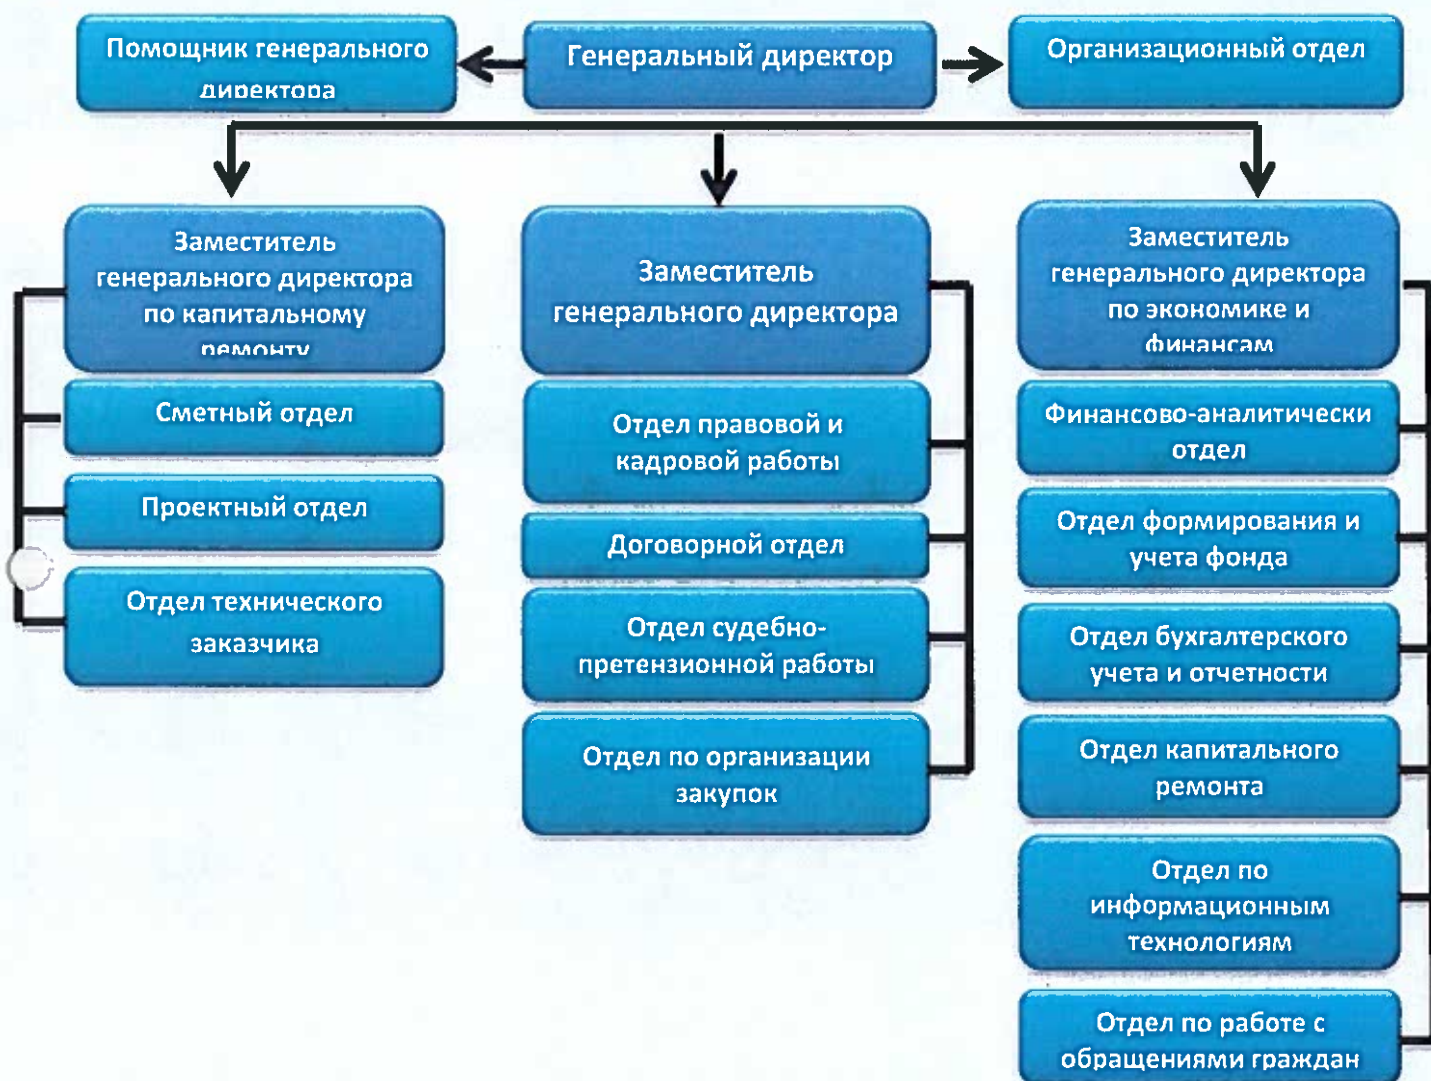 Помощник генерального
директора
Генеральный директор
Организационный отдел
Заместитель
генерального директора
по капитальному
ремонту
Сметный отдел
Проектный отдел
Отдел технического
заказчика
Заместитель
генерального директора
Отдел правовой и
кадровой работы
Договорной отдел
Отдел судебно-
претензионной работы
Отдел по организации
закупок
Заместитель
генерального директора
по экономике и
финансам
Финансово-аналитически
отдел
Отдел формирования и
учета фонда
Отдел бухгалтерского
учета и отчетности
Отдел капитального
ремонта
Отдел по
информационным
технологиям
Отдел по работе с
обращениями граждан